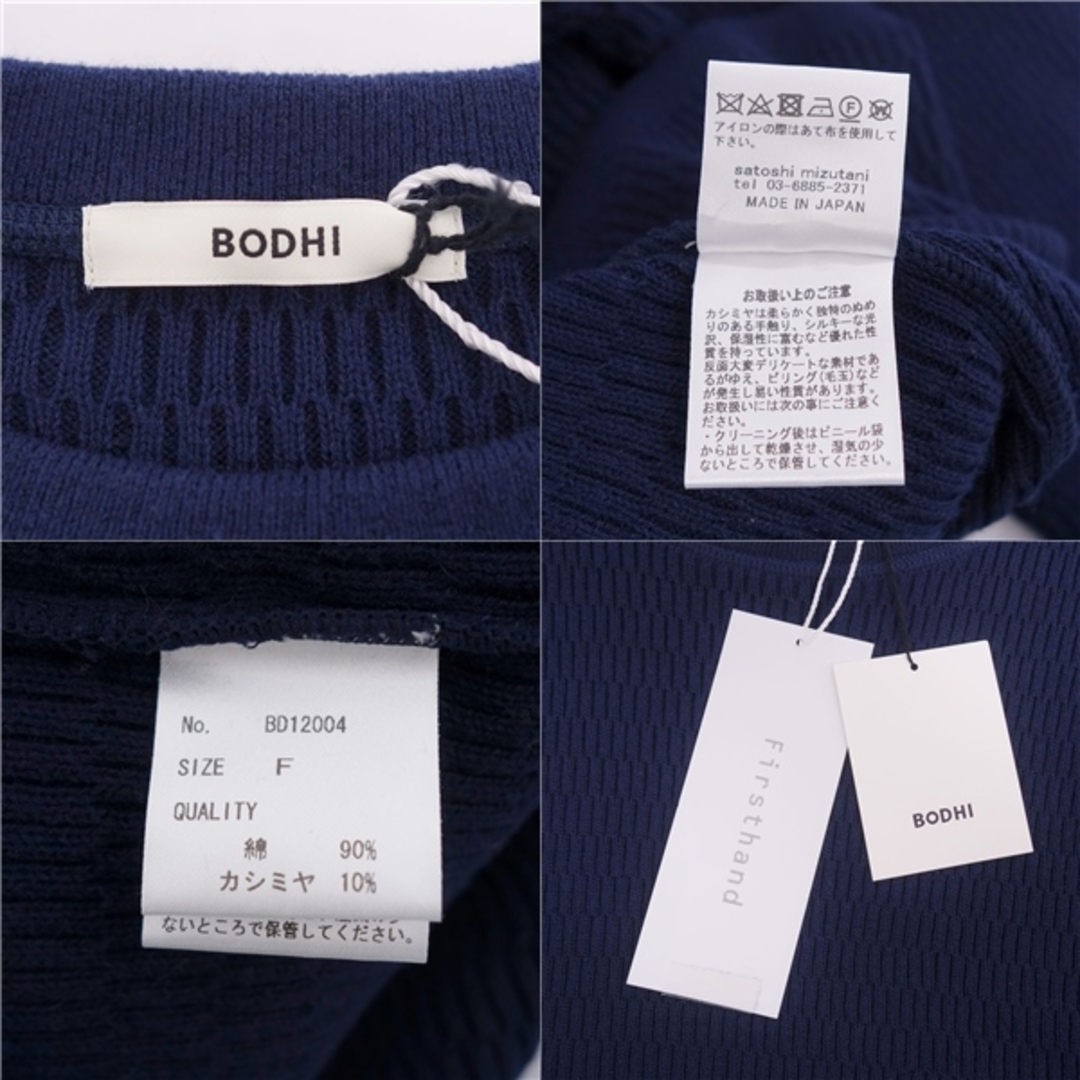 BODHI
F
アイロンの際はあて布を使用して
下さい。
satoshi mizutani
tel 03-6885-2371
MADE IN JAPAN
お取扱い上のご注意
カシミヤは柔らかく独特のぬめ
りのある手触り、シルキーな光
沢、保湿性に富むなど優れた性
質を持っています。
反面大変デリケートな素材であ
るがゆえ、ピリング(毛玉)など
が発生し易い性質があります。
お取扱いには次の事にご注意く
ださい。
・クリーニング後はビニール袋
から出して乾燥させ、湿気の少
ないところで保管してください。
No. BD12004
SIZE F
QUALITY
綿 90%
カシミヤ 10%
ないところで保管してください。
Firsthand
BODHI